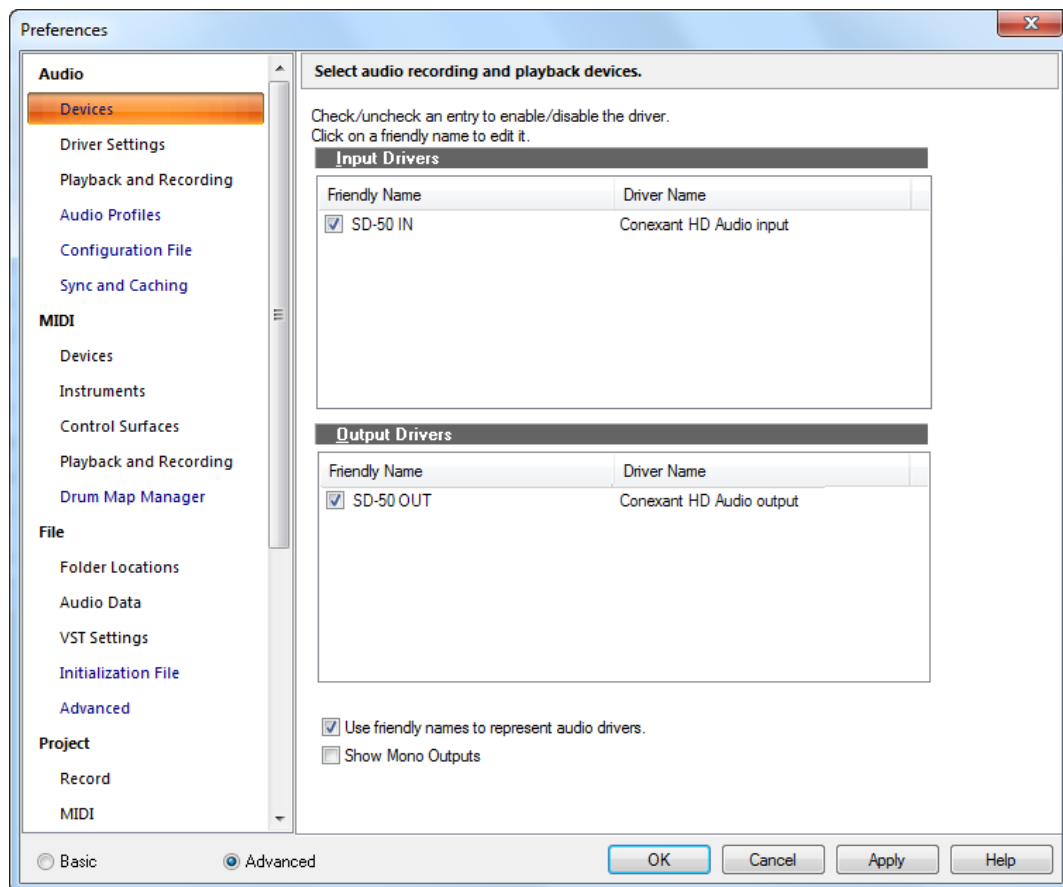 Preferences
Audio
Devices
Driver Settings
Playback and Recording
Audio Profiles
Configuration File
Sync and Caching
MIDI
Devices
Instruments
Control Surfaces
Playback and Recording
Drum Map Manager
File
Folder Locations
Audio Data
VST Settings
Initialization File
Advanced
Project
Record
MIDI
Select audio recording and playback devices.
Check/uncheck an entry to enable/disable the driver.
Click on a friendly name to edit it.
Input Drivers
Friendly Name Driver Name
SD-50 IN Conexant HD Audio input
Output Drivers
Friendly Name Driver Name
SD-50 OUT Conexant HD Audio output
Use friendly names to represent audio drivers.
Show Mono Outputs
Basic Advanced OK Cancel Apply Help